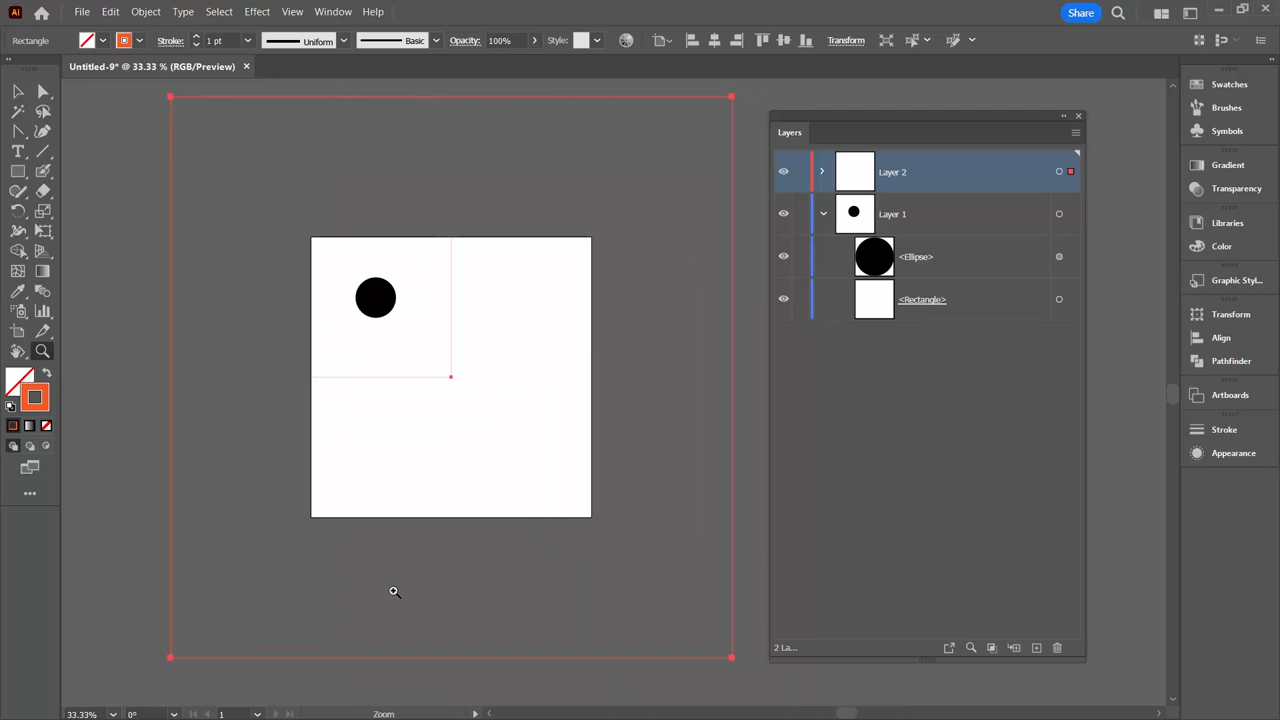 Ai File Edit Object Type Select Effect View Window Help Share
Rectangle Stroke: 1 pt Uniform Basic Opacity: 100% Style: Transform
Untitled-9* @ 33.33 % (RGB/Preview)
Layers
Layer 2
Layer 1
<Ellipse>
<Rectangle>
2 La...
Swatches
Brushes
Symbols
Gradient
Transparency
Libraries
Color
Graphic Styl...
Transform
Align
Pathfinder
Artboards
Stroke
Appearance
33.33% 0° 1 Zoom